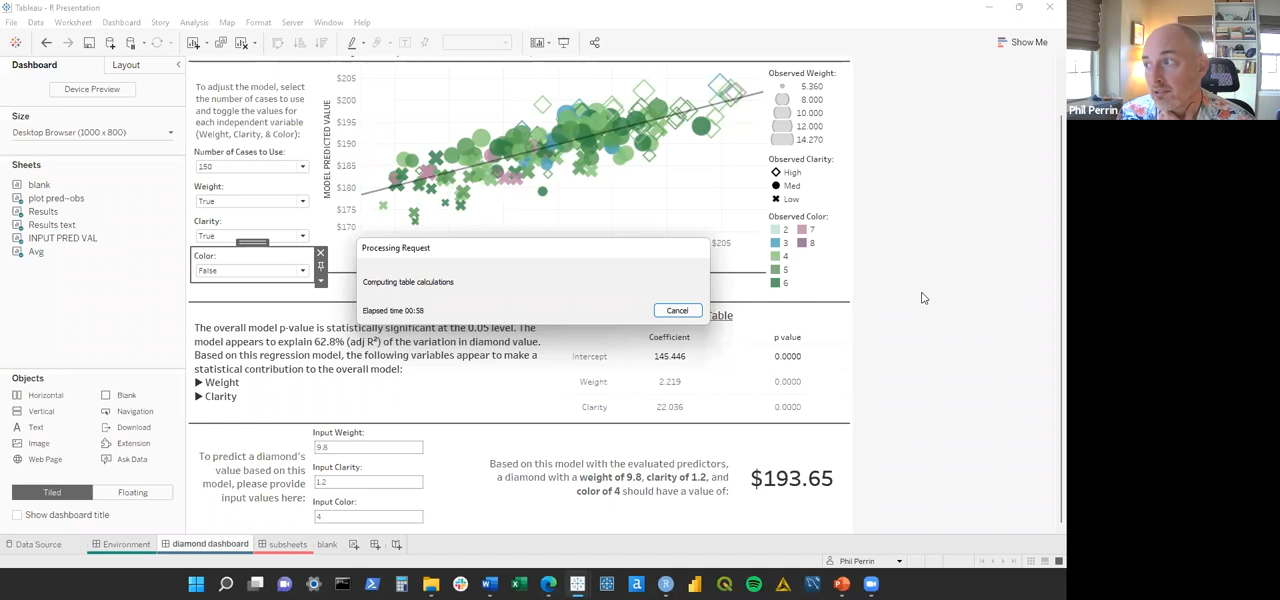 Tableau - R Presentation
File Data Worksheet Dashboard Story Analysis Map Format Server Window Help
Show Me
Dashboard Layout
Device Preview
Size
Desktop Browser (1000 x 800)
Sheets
blank
plot pred~obs
Results
Results text
INPUT PRED VAL
Avg
Objects
Horizontal Blank
Vertical Navigation
Text Download
Image Extension
Web Page Ask Data
Tiled Floating
Show dashboard title
To adjust the model, select
the number of cases to use
and toggle the values for
each independent variable
(Weight, Clarity, & Color):
Number of Cases to Use:
150
Weight:
True
Clarity:
True
Color:
False
MODEL PREDICTED VALUE
$205
$200
$195
$190
$185
$180
$175
$170
$205
Observed Weight:
5.360
8.000
10.000
12.000
14.270
Observed Clarity:
High
Med
Low
Observed Color:
2 7
3 8
4
5
6
Processing Request
Computing table calculations
Elapsed time 00:58
Cancel
The overall model p-value is statistically significant at the 0.05 level. The
model appears to explain 62.8% (adj R²) of the variation in diamond value.
Based on this regression model, the following variables appear to make a
statistical contribution to the overall model:
▶ Weight
▶ Clarity
Table
Coefficient p value
Intercept 145.446 0.0000
Weight 2.219 0.0000
Clarity 22.036 0.0000
To predict a diamond's
value based on this
model, please provide
input values here:
Input Weight:
9.8
Input Clarity:
1.2
Input Color:
4
Based on this model with the evaluated predictors,
a diamond with a weight of 9.8, clarity of 1.2, and
color of 4 should have a value of:
$193.65
Data Source Environment diamond dashboard subsheets blank
Phil Perrin
Phil Perrin